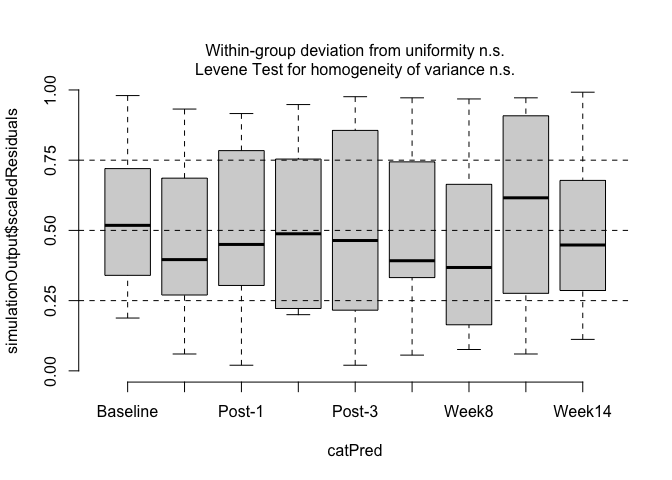 Within-group deviation from uniformity n.s.
Levene Test for homogeneity of variance n.s.
simulationOutput$scaledResiduals
1.00
0.75
0.50
0.25
0.00
Baseline Post-1 Post-3 Week8 Week14
catPred